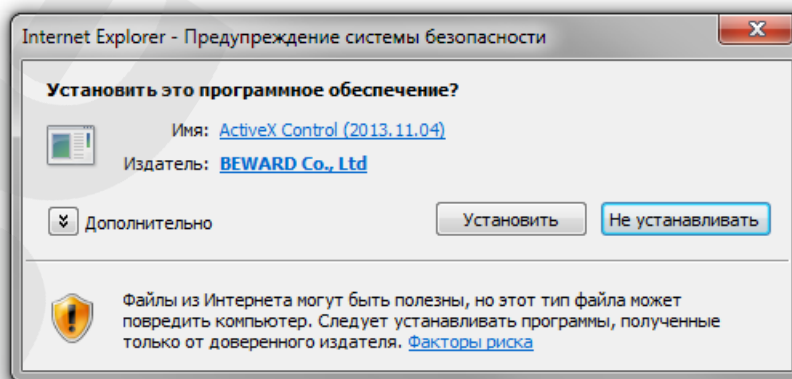 Internet Explorer - Предупреждение системы безопасности
Установить это программное обеспечение?
Имя: ActiveX Control (2013.11.04)
Издатель: BEWARD Co., Ltd
Дополнительно
Установить
Не устанавливать
Файлы из Интернета могут быть полезны, но этот тип файла может
повредить компьютер. Следует устанавливать программы, полученные
только от доверенного издателя. Факторы риска